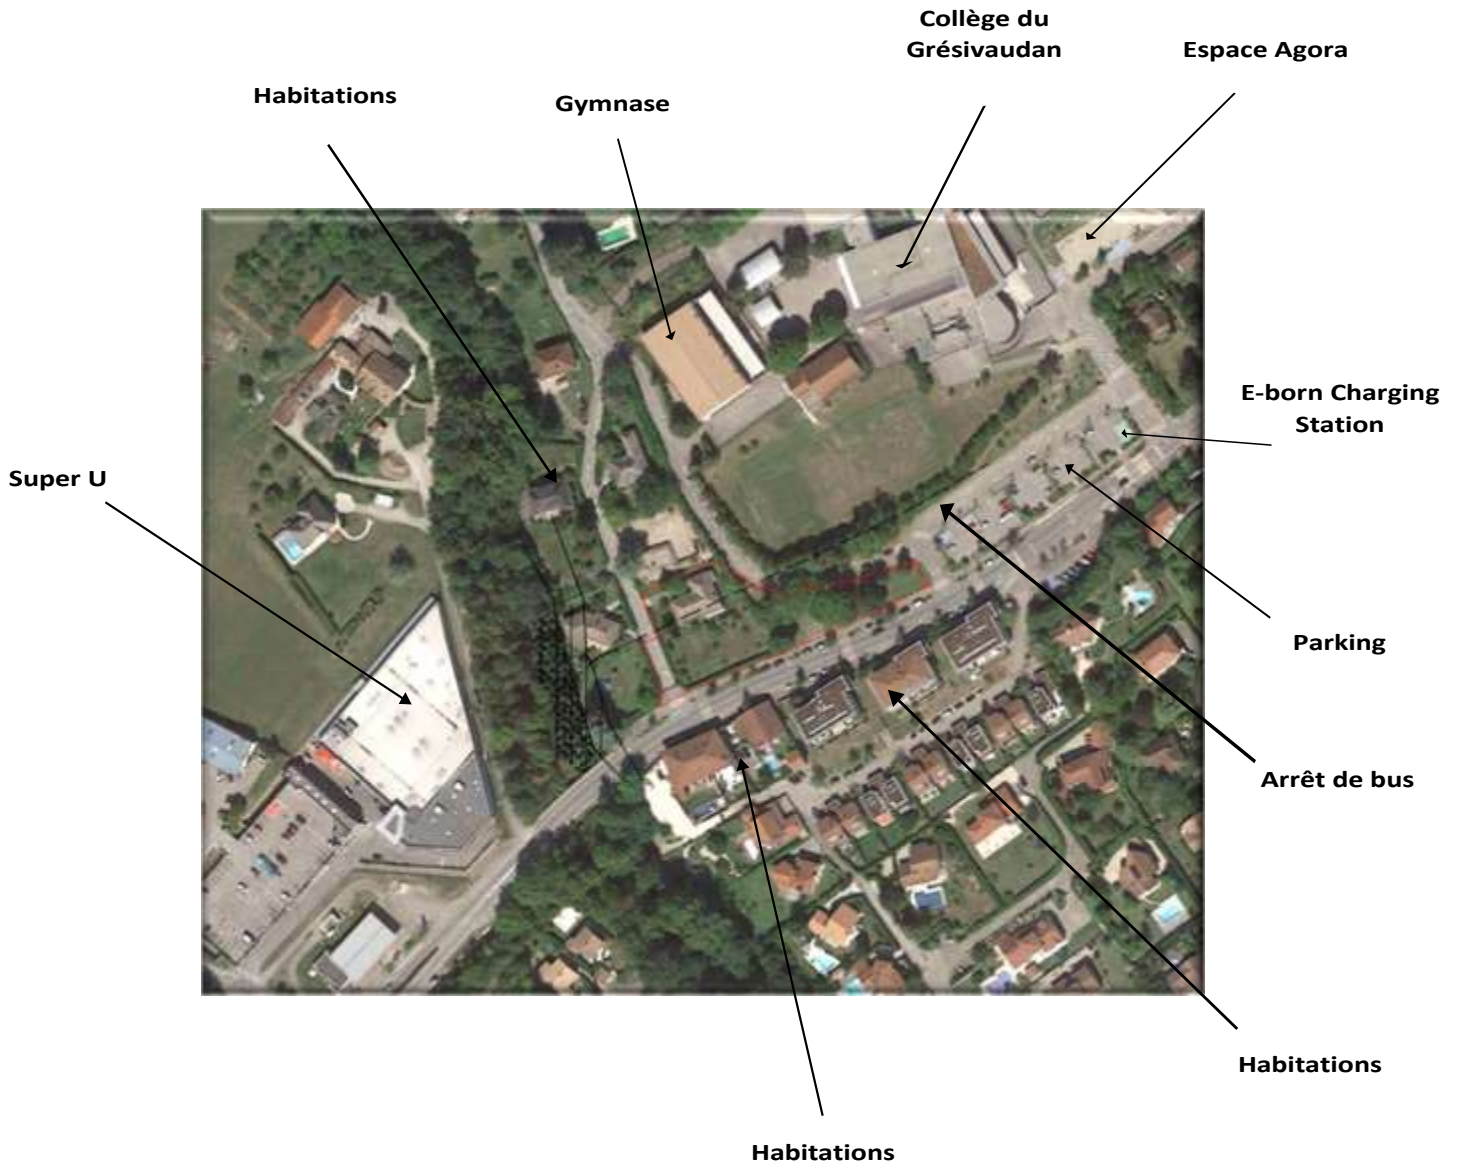 Collège du
Grésivaudan
Espace Agora
Habitations
Gymnase
E-born Charging
Station
Super U
Parking
Arrêt de bus
Habitations
Habitations